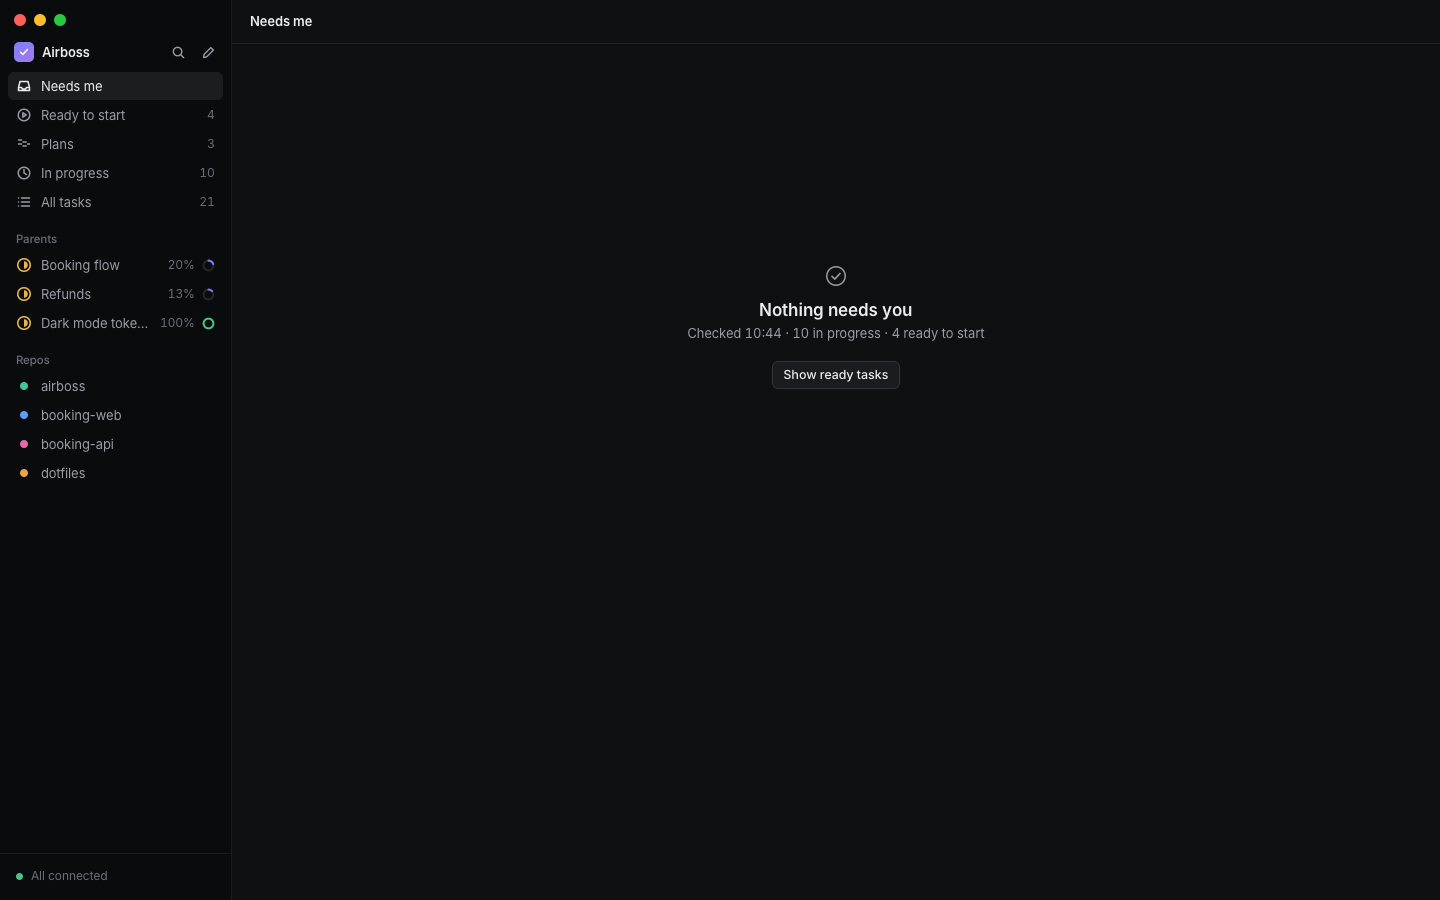 Airboss
Needs me
Ready to start 4
Plans 3
In progress 10
All tasks 21
Parents
Booking flow 20%
Refunds 13%
Dark mode toke... 100%
Repos
airboss
booking-web
booking-api
dotfiles
All connected
Needs me
Nothing needs you
Checked 10:44 · 10 in progress · 4 ready to start
Show ready tasks